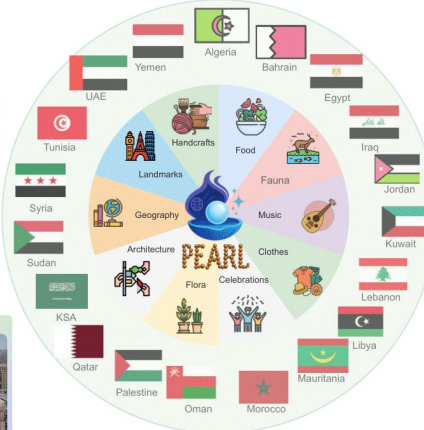 Algeria
Bahrain
Egypt
Iraq
Jordan
Kuwait
Lebanon
Libya
Mauritania
Morocco
Oman
Palestine
Qatar
KSA
Sudan
Syria
Tunisia
UAE
Yemen
Handcrafts
Food
Fauna
Music
Clothes
Celebrations
Flora
Architecture
Geography
Landmarks
PEARL